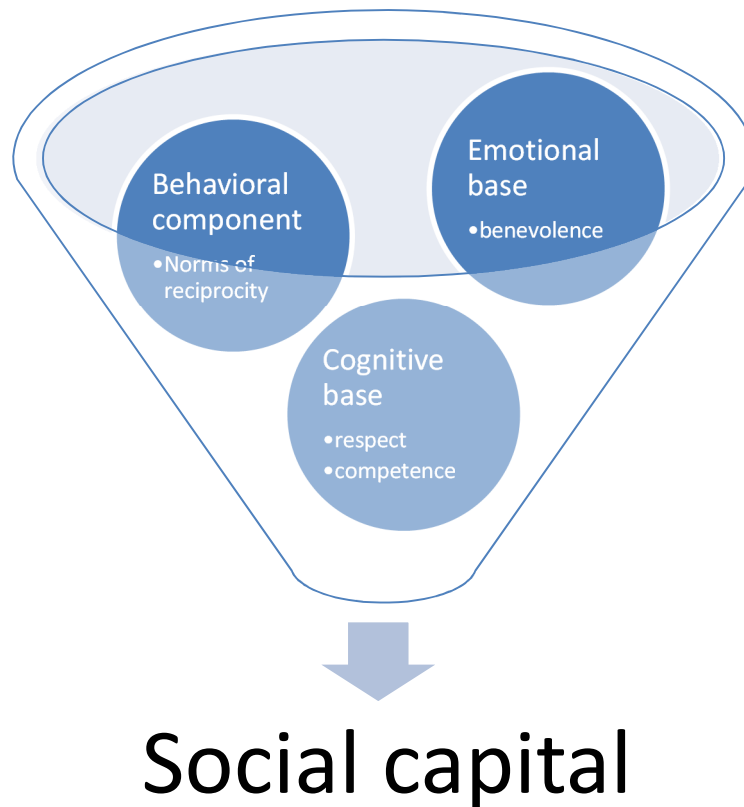 Behavioral
component
•Norms of
reciprocity
Emotional
base
•benevolence
Cognitive
base
•respect
•competence
Social capital